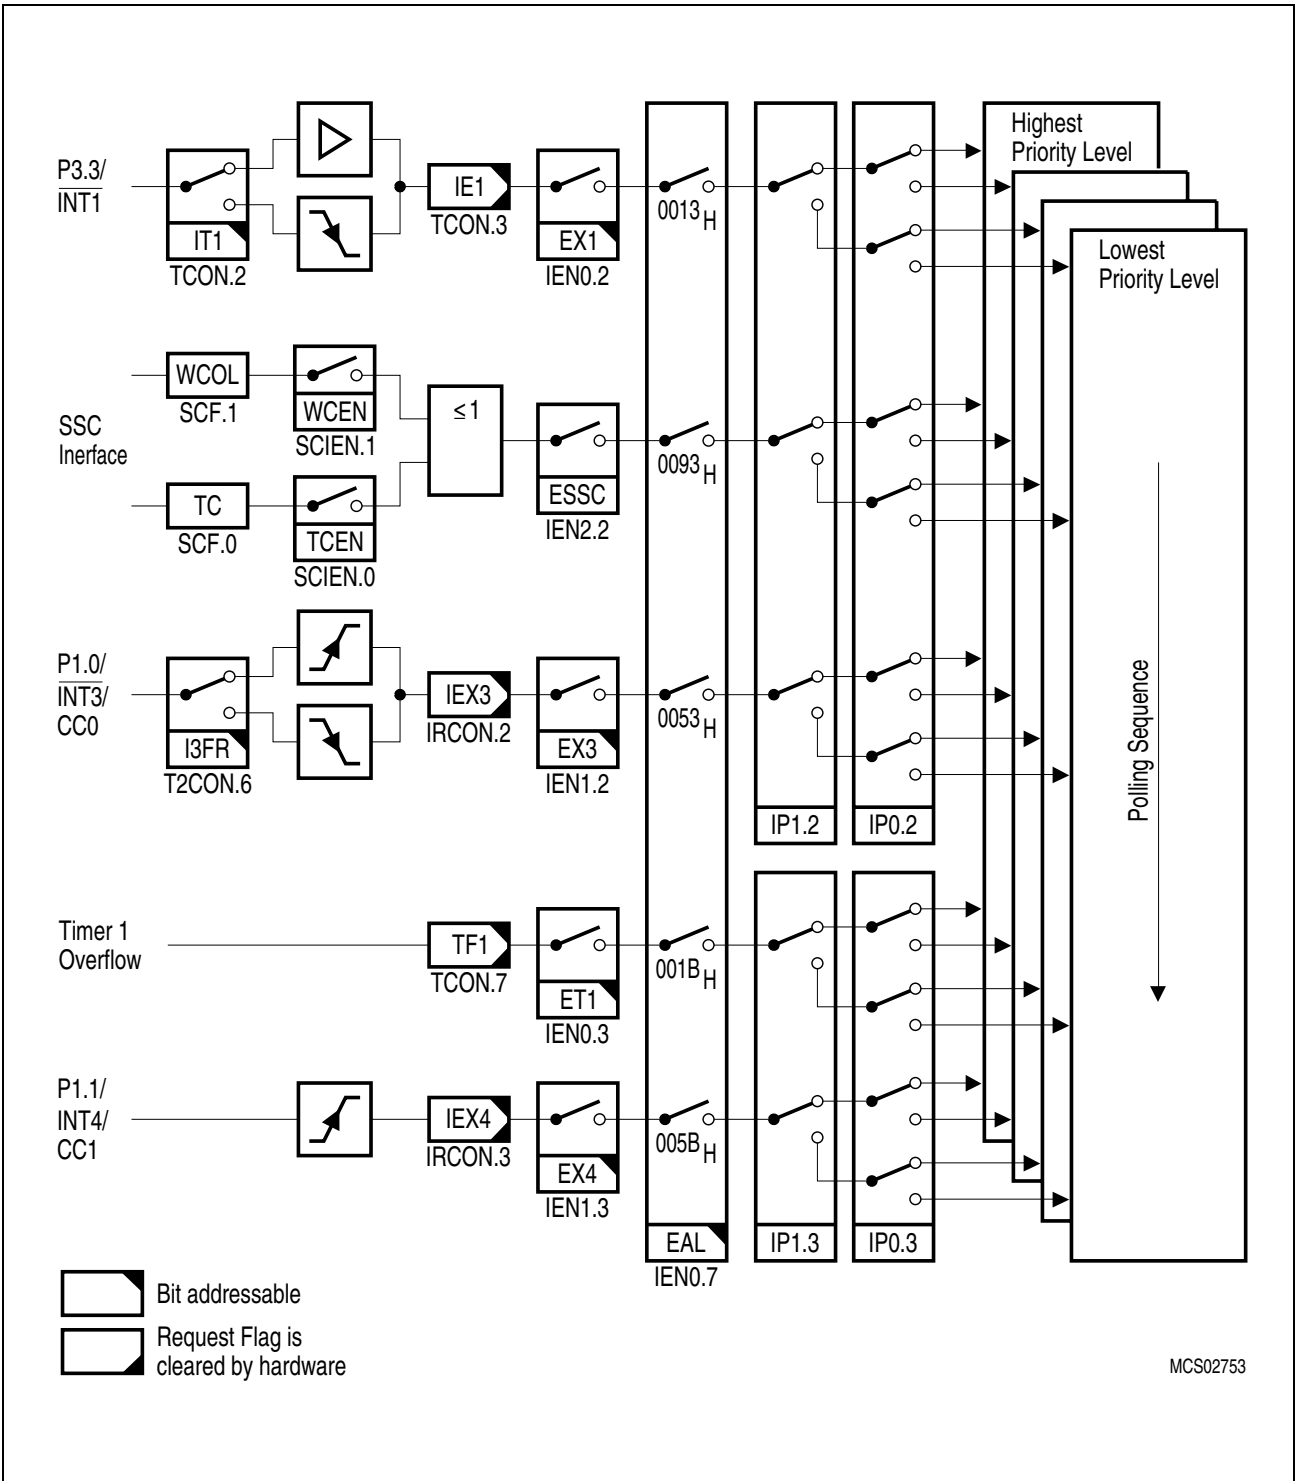 Highest
Priority Level
P3.3/
INT1
IT1
TCON.2
IE1
TCON.3
EX1
IEN0.2
0013H
Lowest
Priority Level
SSC
Inerface
WCOL
SCF.1
WCEN
SCIEN.1
≤ 1
TC
SCF.0
TCEN
SCIEN.0
ESSC
IEN2.2
0093H
P1.0/
INT3/
CC0
I3FR
T2CON.6
IEX3
IRCON.2
EX3
IEN1.2
0053H
IP1.2
IP0.2
Polling Sequence
Timer 1
Overflow
TF1
TCON.7
ET1
IEN0.3
001BH
P1.1/
INT4/
CC1
IEX4
IRCON.3
EX4
IEN1.3
005BH
EAL
IEN0.7
IP1.3
IP0.3
Bit addressable
Request Flag is
cleared by hardware
MCS02753